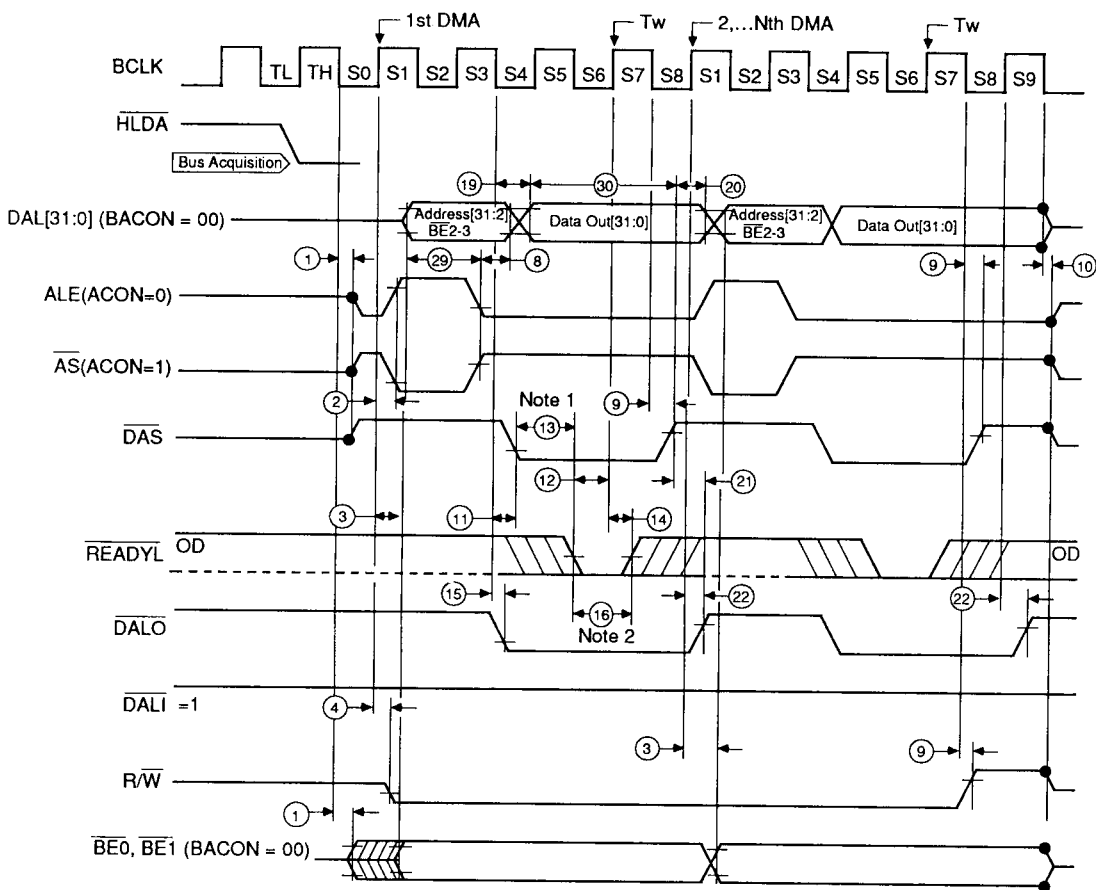 1st DMA Tw 2,...Nth DMA Tw
BCLK TL TH S0 S1 S2 S3 S4 S5 S6 S7 S8 S1 S2 S3 S4 S5 S6 S7 S8 S9
HLDA
Bus Acquisition
19 30 20
DAL[31:0] (BACON = 00) Address[31:2] BE2-3 Data Out[31:0] Address[31:2] BE2-3 Data Out[31:0]
1 29 8 9 10
ALE(ACON=0)
AS(ACON=1)
2 Note 1 9
DAS 13
12 21
3 11 14
READYL OD OD
15 16 22 22
DALO Note 2
DALI =1
4
3 9
R/W
1
BE0, BE1 (BACON = 00)